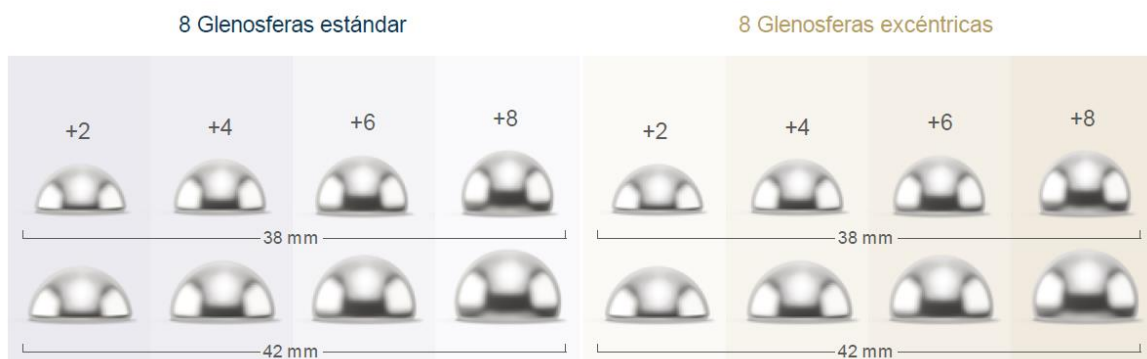 8 Glenosferas estándar
8 Glenosferas excéntricas
+2 +4 +6 +8
+2 +4 +6 +8
38 mm
38 mm
42 mm
42 mm